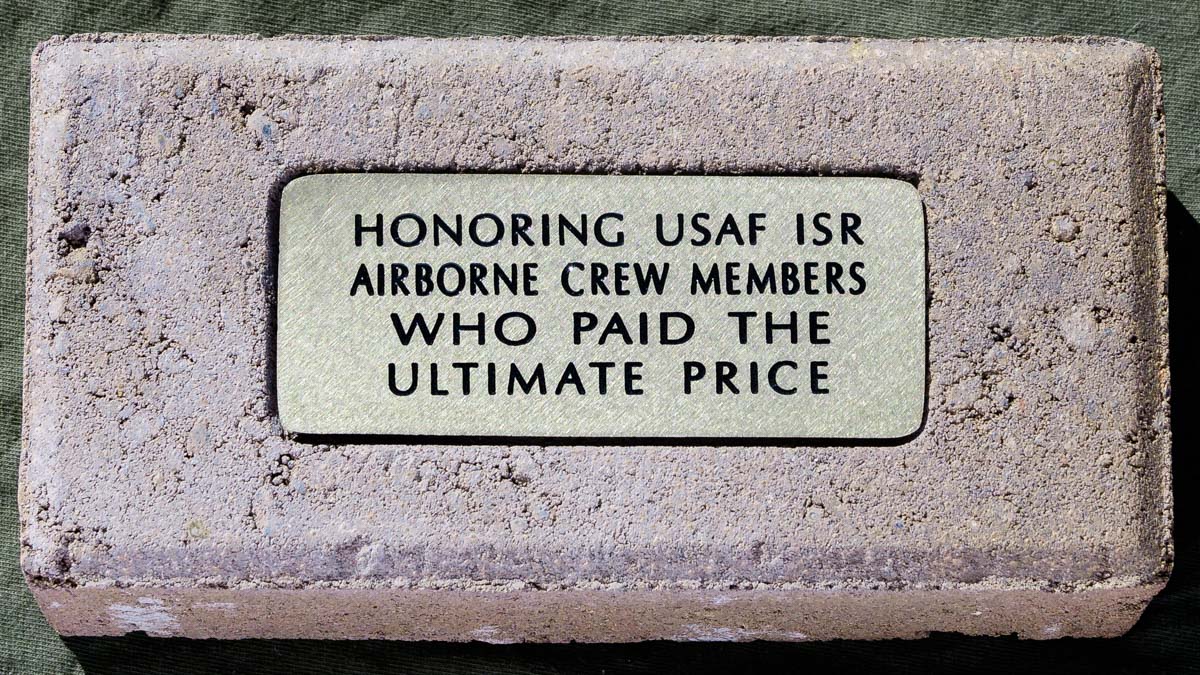 HONORING USAF ISR
AIRBORNE CREW MEMBERS
WHO PAID THE
ULTIMATE PRICE